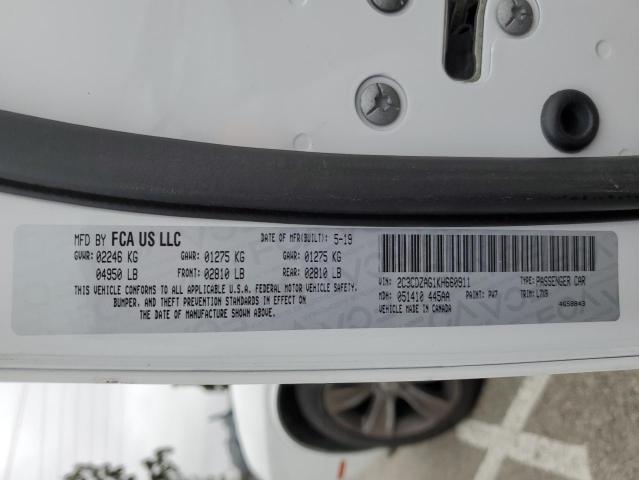 MFD BY FCA US LLC
DATE OF MFR(BUILT): 5-19
GVWR: 02246 KG GAWR: 01275 KG GAWR: 01275 KG
04950 LB FRONT: 02810 LB REAR: 02810 LB
THIS VEHICLE CONFORMS TO ALL APPLICABLE U.S.A. FEDERAL MOTOR VEHICLE SAFETY,
BUMPER, AND THEFT PREVENTION STANDARDS IN EFFECT ON
THE DATE OF MANUFACTURE SHOWN ABOVE.
VIN: 2C3CDZAG1KH660911 TYPE: PASSENGER CAR
MDH: 051410 445AA PAINT: PW7 TRIM: L7X9
VEHICLE MADE IN CANADA 4G58843